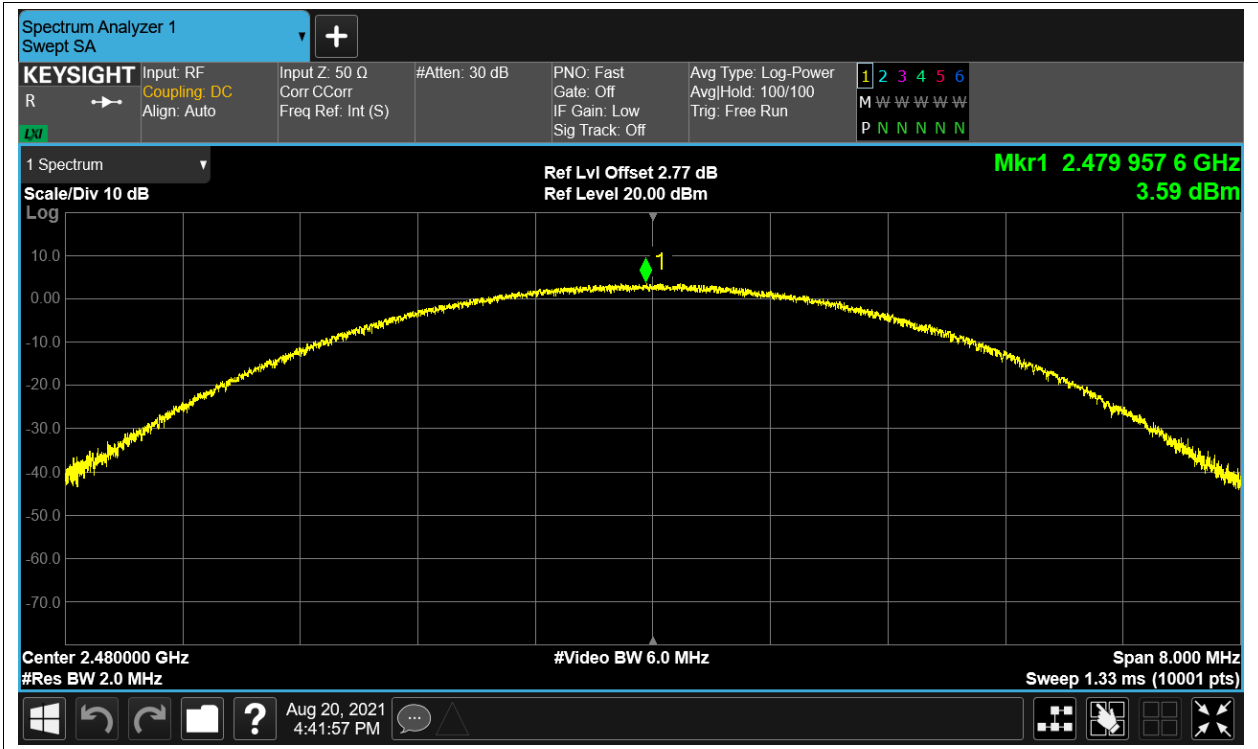 Spectrum Analyzer 1
Swept SA
+
KEYSIGHT
R
LXI
Input: RF
Coupling: DC
Align: Auto
Input Z: 50 Ω
Corr CCorr
Freq Ref: Int (S)
#Atten: 30 dB
PNO: Fast
Gate: Off
IF Gain: Low
Sig Track: Off
Avg Type: Log-Power
Avg|Hold: 100/100
Trig: Free Run
1 2 3 4 5 6
M W W W W W W
P N N N N N
1 Spectrum
Scale/Div 10 dB
Log
Ref Lvl Offset 2.77 dB
Ref Level 20.00 dBm
Mkr1 2.479 957 6 GHz
3.59 dBm
1
10.0
0.00
-10.0
-20.0
-30.0
-40.0
-50.0
-60.0
-70.0
Center 2.480000 GHz
#Res BW 2.0 MHz
#Video BW 6.0 MHz
Span 8.000 MHz
Sweep 1.33 ms (10001 pts)
?
Aug 20, 2021
4:41:57 PM